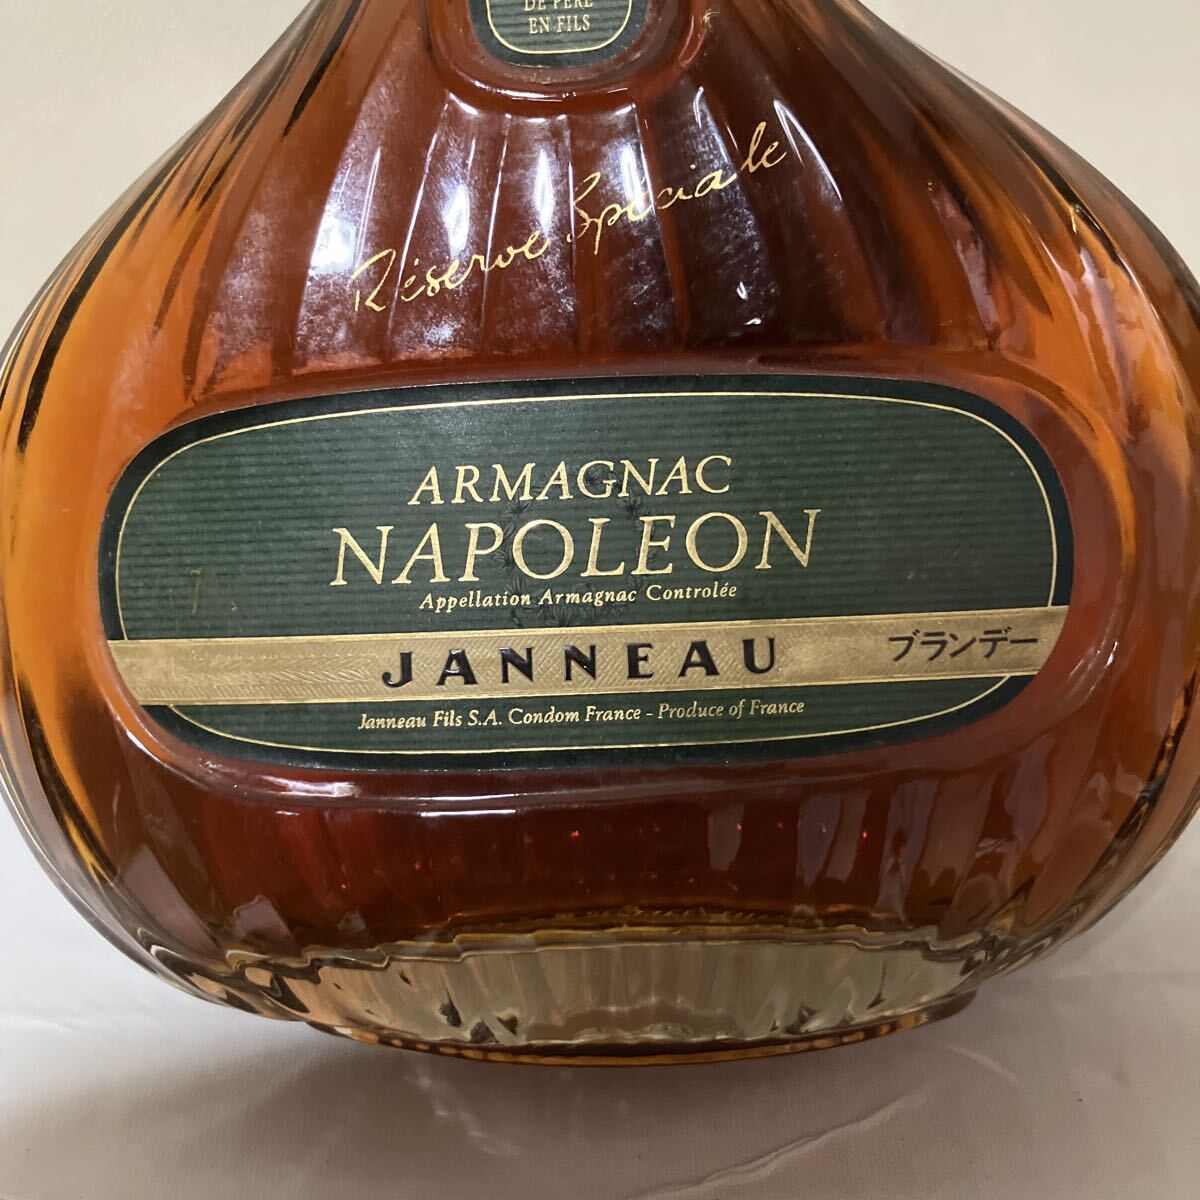 DE PÈRE
EN FILS
Réserve Spéciale
ARMAGNAC
NAPOLEON
Appellation Armagnac Controlée
JANNEAU ブランデー
Janneau Fils S.A. Condom France - Produce of France